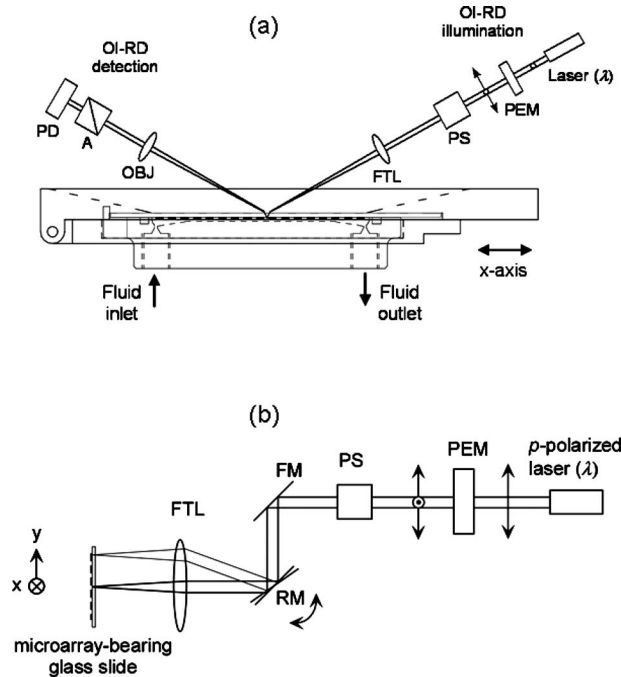 (a)
OI-RD
detection
OI-RD
illumination
Laser (λ)
PEM
PS
FTL
PD
A
OBJ
x-axis
Fluid
inlet
Fluid
outlet
(b)
FM
PS
PEM
p-polarized
laser (λ)
FTL
y
x
RM
microarray-bearing
glass slide